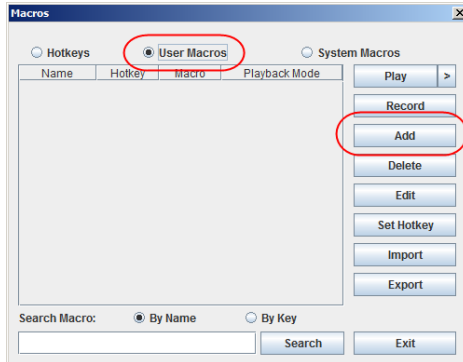 Macros
Hotkeys User Macros System Macros
Name Hotkey Macro Playback Mode
Play >
Record
Add
Delete
Edit
Set Hotkey
Import
Export
Search Macro: By Name By Key
Search Exit